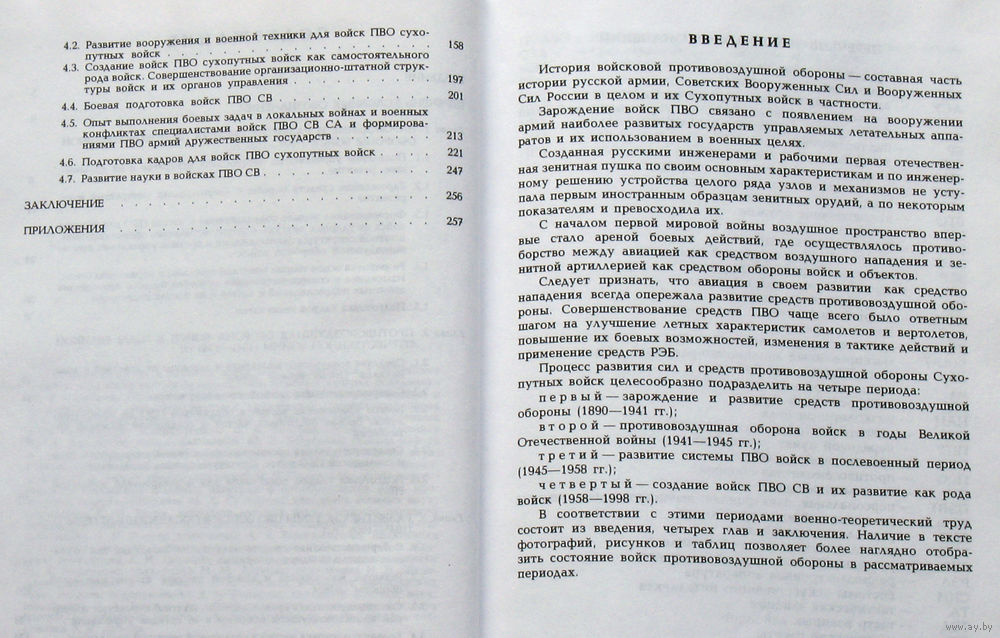 4.2. Развитие вооружения и военной техники для войск ПВО сухо-
путных войск . . . . . . . . . . . . . . . . . . . . 158
4.3. Создание войск ПВО сухопутных войск как самостоятельного
рода войск. Совершенствование организационно-штатной струк-
туры войск и их органов управления . . . . . . . . . . 197
4.4. Боевая подготовка войск ПВО СВ . . . . . . . . . . 201
4.5. Опыт выполнения боевых задач в локальных войнах и военных
конфликтах специалистами войск ПВО СВ СА и формирова-
ниями ПВО армий дружественных государств . . . . . . . 213
4.6. Подготовка кадров для войск ПВО сухопутных войск . . . . 221
4.7. Развитие науки в войсках ПВО СВ . . . . . . . . . . 247
ЗАКЛЮЧЕНИЕ . . . . . . . . . . . . . . . . . . . . 256
ПРИЛОЖЕНИЯ . . . . . . . . . . . . . . . . . . . . 257
ВВЕДЕНИЕ
История войсковой противовоздушной обороны — составная часть
истории русской армии, Советских Вооруженных Сил и Вооруженных
Сил России в целом и их Сухопутных войск в частности.
Зарождение войск ПВО связано с появлением на вооружении
армий наиболее развитых государств управляемых летательных аппа-
ратов и их использованием в военных целях.
Созданная русскими инженерами и рабочими первая отечествен-
ная зенитная пушка по своим основным характеристикам и по инженер-
ному решению устройства целого ряда узлов и механизмов не усту-
пала первым иностранным образцам зенитных орудий, а по некоторым
показателям и превосходила их.
С началом первой мировой войны воздушное пространство впер-
вые стало ареной боевых действий, где осуществлялось противо-
борство между авиацией как средством воздушного нападения и зе-
нитной артиллерией как средством обороны войск и объектов.
Следует признать, что авиация в своем развитии как средство
нападения всегда опережала развитие средств противовоздушной обо-
роны. Совершенствование средств ПВО чаще всего было ответным
шагом на улучшение летных характеристик самолетов и вертолетов,
повышение их боевых возможностей, изменения в тактике действий и
применение средств РЭБ.
Процесс развития сил и средств противовоздушной обороны Сухо-
путных войск целесообразно подразделить на четыре периода:
первый — зарождение и развитие средств противовоздушной
обороны (1890—1941 гг.);
второй — противовоздушная оборона войск в годы Великой
Отечественной войны (1941—1945 гг.);
третий — развитие системы ПВО войск в послевоенный период
(1945—1958 гг.);
четвертый — создание войск ПВО СВ и их развитие как рода
войск (1958—1998 гг.).
В соответствии с этими периодами военно-теоретический труд
состоит из введения, четырех глав и заключения. Наличие в тексте
фотографий, рисунков и таблиц позволяет более наглядно отобра-
зить состояние войск противовоздушной обороны в рассматриваемых
периодах.
www.ay.by